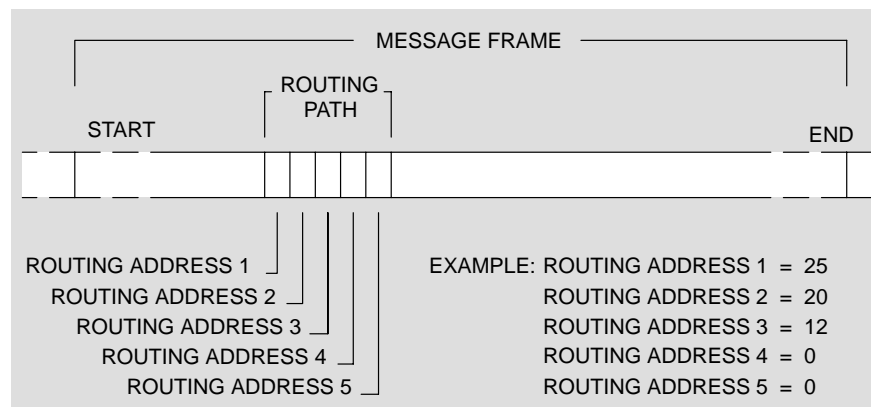 MESSAGE FRAME
ROUTING
PATH
START
END
ROUTING ADDRESS 1
ROUTING ADDRESS 2
ROUTING ADDRESS 3
ROUTING ADDRESS 4
ROUTING ADDRESS 5
EXAMPLE: ROUTING ADDRESS 1 = 25
ROUTING ADDRESS 2 = 20
ROUTING ADDRESS 3 = 12
ROUTING ADDRESS 4 = 0
ROUTING ADDRESS 5 = 0